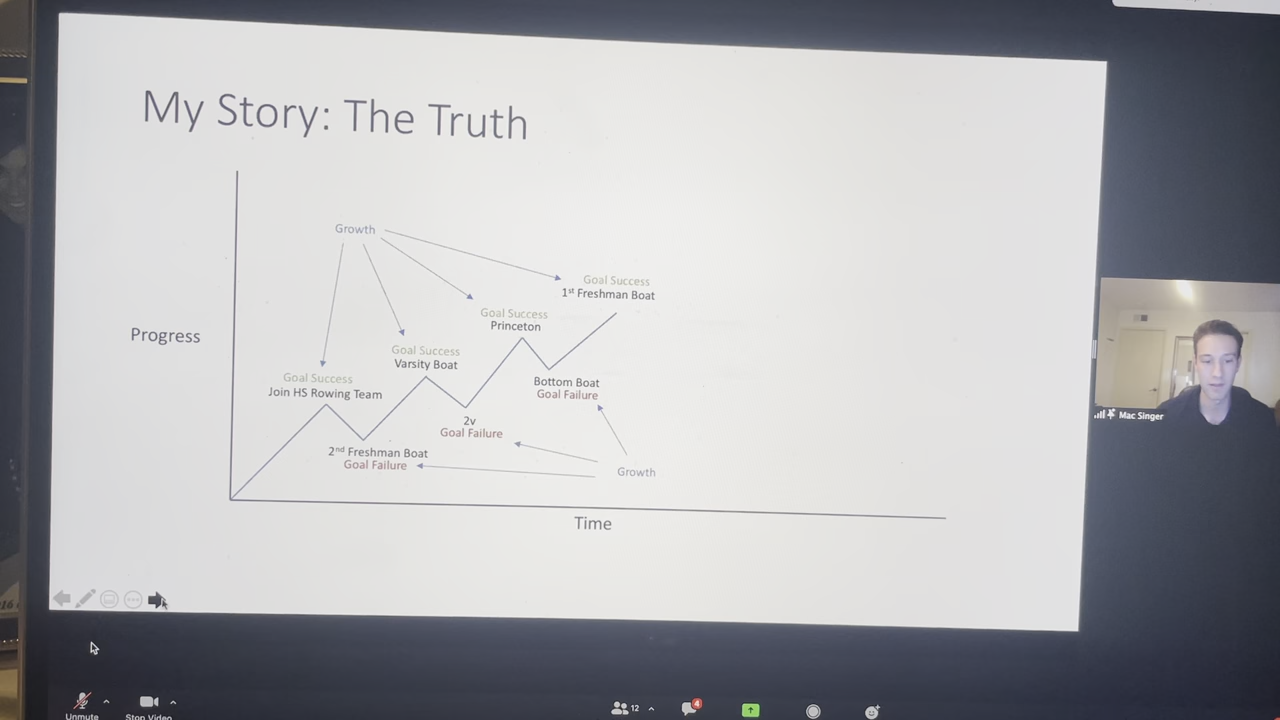 My Story: The Truth
Growth
Goal Success
1st Freshman Boat
Goal Success
Princeton
Progress
Goal Success
Varsity Boat
Goal Success
Join HS Rowing Team
Bottom Boat
Goal Failure
2v
Goal Failure
2nd Freshman Boat
Goal Failure
Growth
Time
Mac Singer
Unmute
Stop Video
12
4